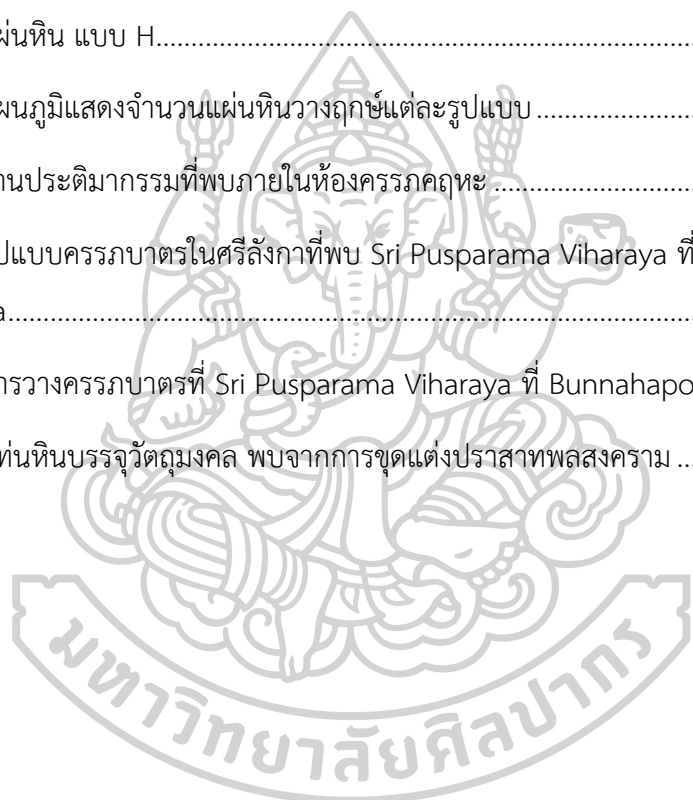 ผ่นหิน แบบ H................................................................................
ผนภูมิแสดงจำนวนแผ่นหินวางฤกษ์แต่ละรูปแบบ....................
านประติมากรรมที่พบภายในห้องครรภคฤหะ..........................
ปแบบครรภบาตรในศรีลังกาที่พบ Sri Pusparama Viharaya ที่
a..................................................................................................
ารวางครรภบาตรที่ Sri Pusparama Viharaya ที่ Bunnahapo
ท่นหินบรรจุวัตถุมงคล พบจากการขุดแต่งปราสาทพลสงคราม...
มหาวิทยาลัยศิลปากร